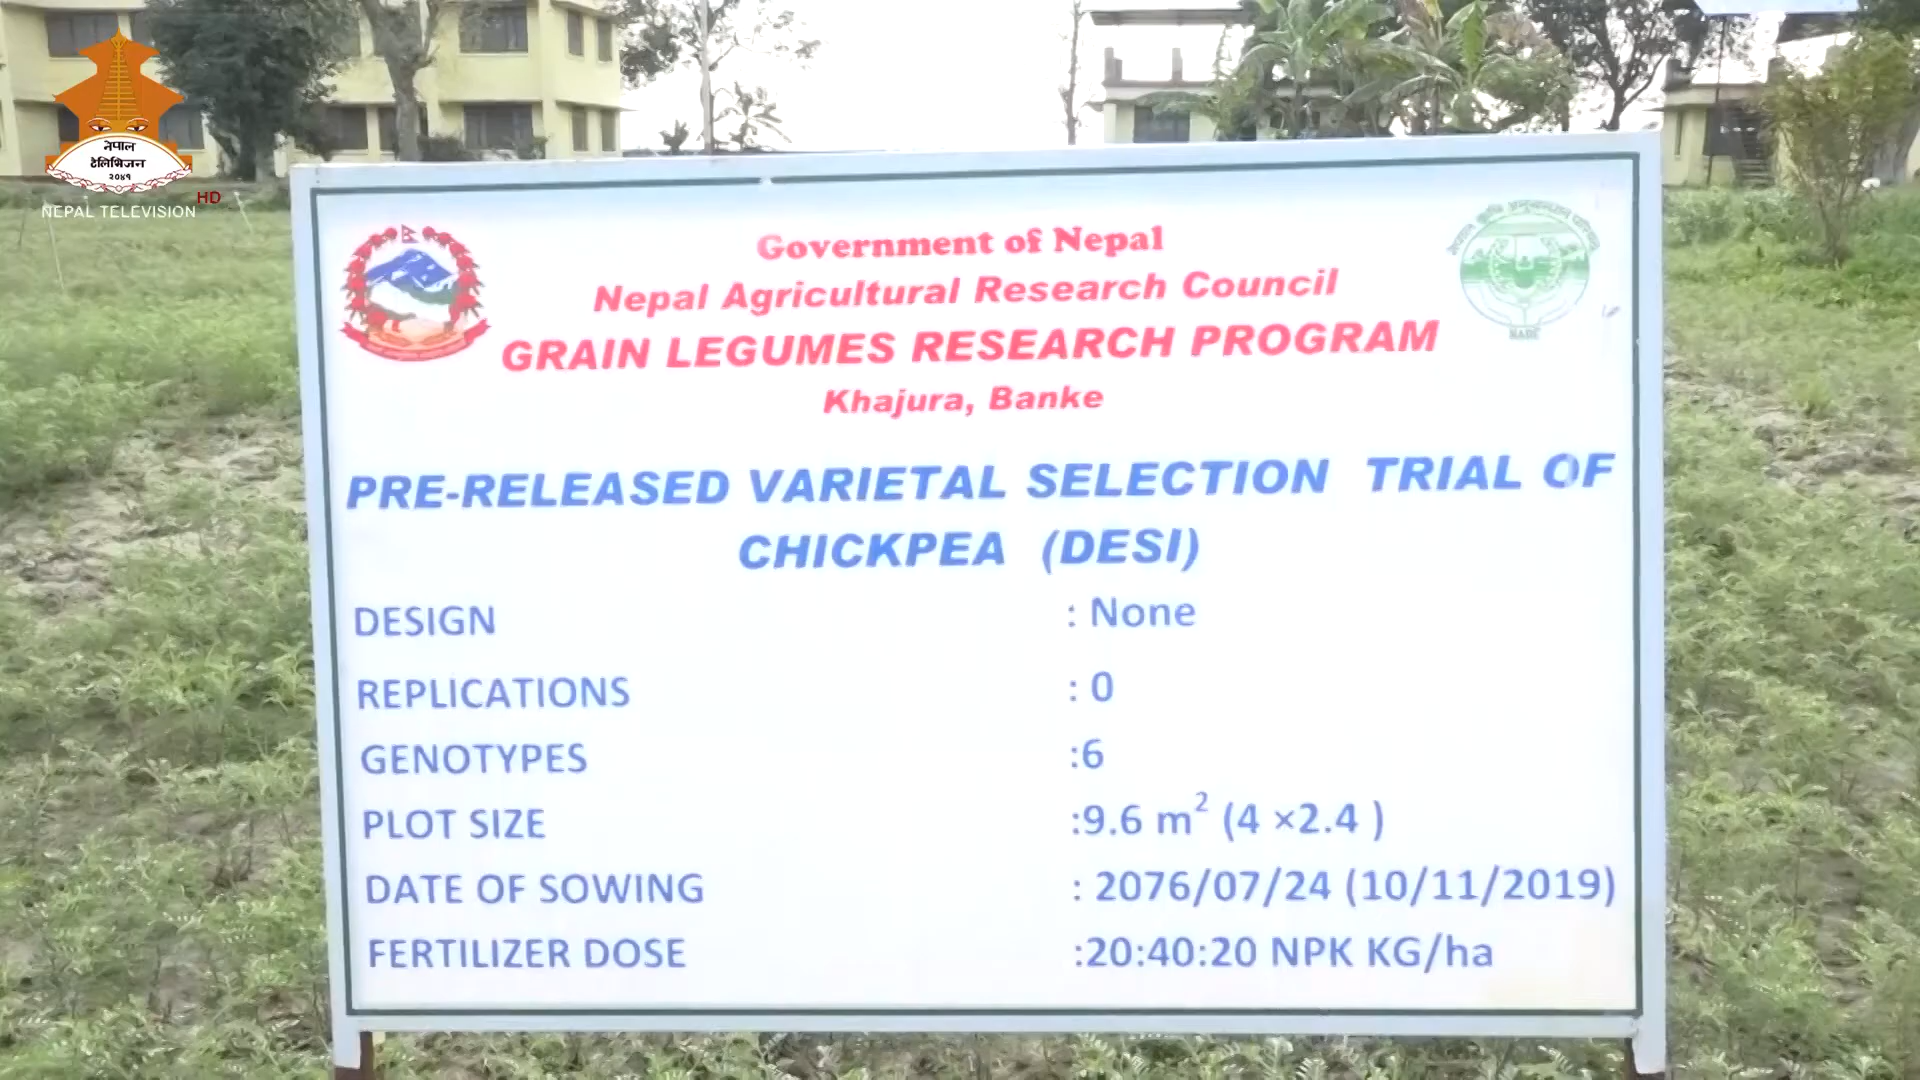 नेपाल
टेलिभिजन
२०४१
HD
NEPAL TELEVISION
Government of Nepal
Nepal Agricultural Research Council
GRAIN LEGUMES RESEARCH PROGRAM
Khajura, Banke
NARC
PRE-RELEASED VARIETAL SELECTION TRIAL OF
CHICKPEA (DESI)
DESIGN : None
REPLICATIONS : 0
GENOTYPES :6
PLOT SIZE :9.6 m² (4 ×2.4 )
DATE OF SOWING : 2076/07/24 (10/11/2019)
FERTILIZER DOSE :20:40:20 NPK KG/ha